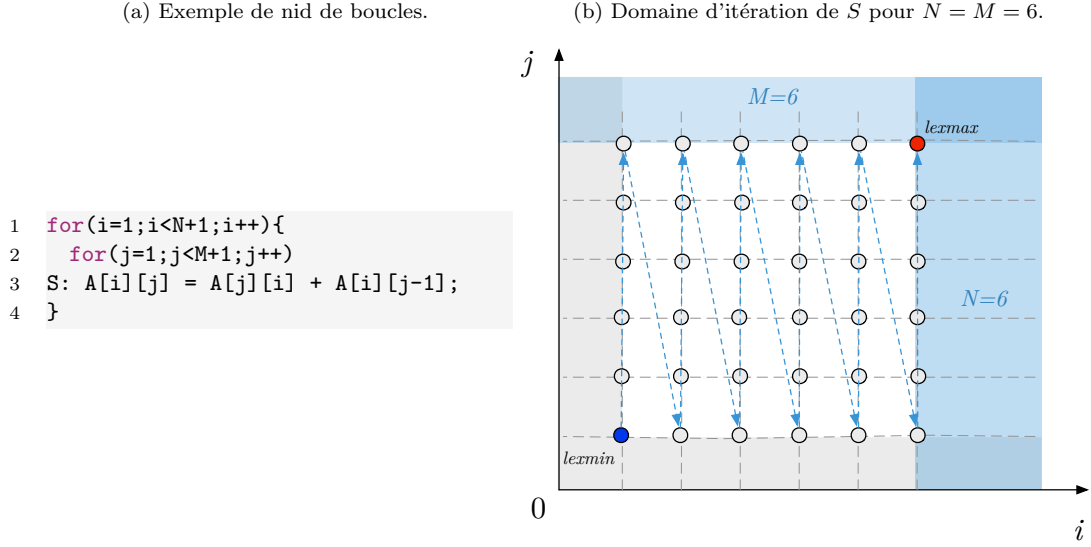 (a) Exemple de nid de boucles.
1 for(i=1;i<N+1;i++){
2   for(j=1;j<M+1;j++)
3 S: A[i][j] = A[j][i] + A[i][j-1];
4 }
(b) Domaine d'itération de S pour N = M = 6.
j
M=6
lexmax
N=6
lexmin
0
i